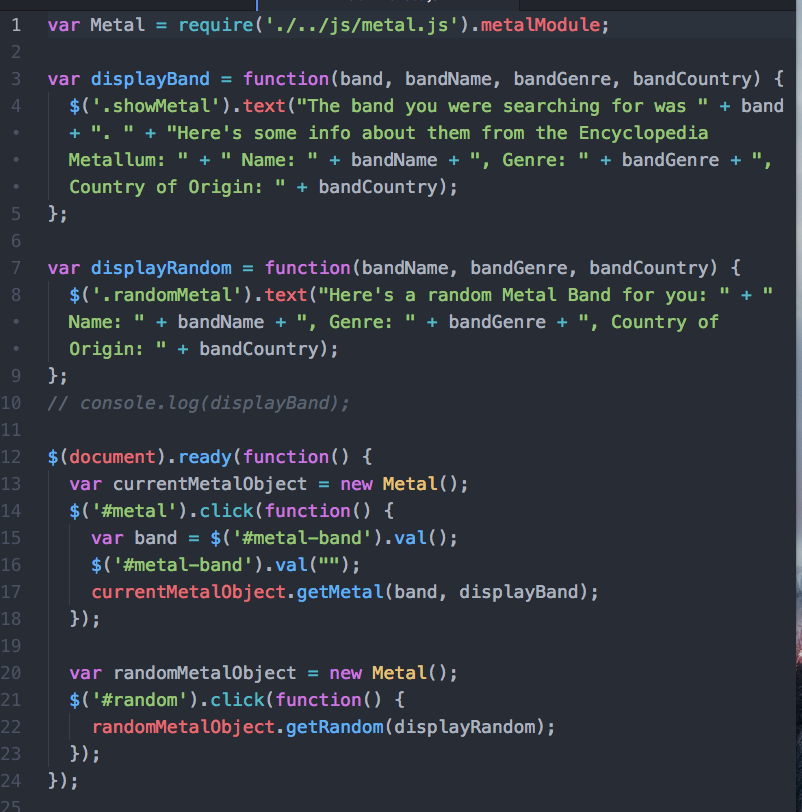 1 var Metal = require('./../js/metal.js').metalModule;
2
3 var displayBand = function(band, bandName, bandGenre, bandCountry) {
4 $('.showMetal').text("The band you were searching for was " + band
• + ". " + "Here's some info about them from the Encyclopedia
• Metallum: " + " Name: " + bandName + ", Genre: " + bandGenre + ",
• Country of Origin: " + bandCountry);
5 };
6
7 var displayRandom = function(bandName, bandGenre, bandCountry) {
8 $('.randomMetal').text("Here's a random Metal Band for you: " + "
• Name: " + bandName + ", Genre: " + bandGenre + ", Country of
• Origin: " + bandCountry);
9 };
10 // console.log(displayBand);
11
12 $(document).ready(function() {
13 var currentMetalObject = new Metal();
14 $('#metal').click(function() {
15 var band = $('#metal-band').val();
16 $('#metal-band').val("");
17 currentMetalObject.getMetal(band, displayBand);
18 });
19
20 var randomMetalObject = new Metal();
21 $('#random').click(function() {
22 randomMetalObject.getRandom(displayRandom);
23 });
24 });
25